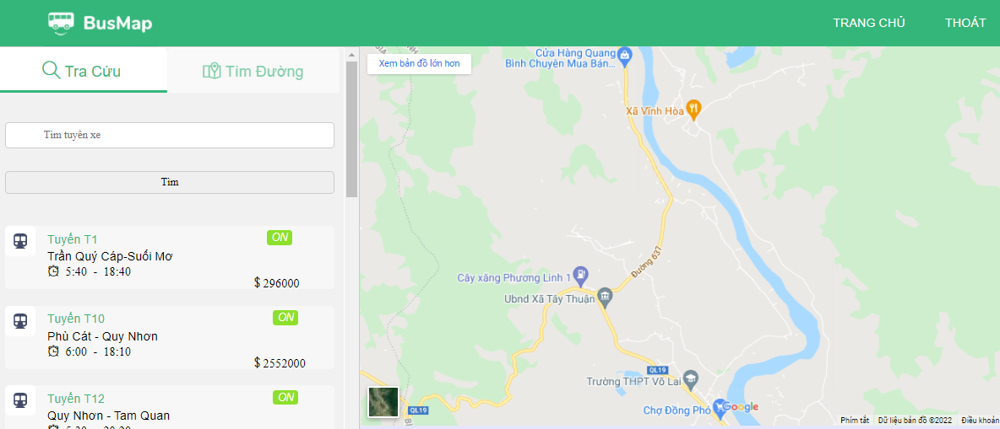 BusMap
TRANG CHỦ
THOÁT
Tra Cứu
Tìm Đường
Tìm tuyến xe
Tìm
Tuyến T1
ON
Trần Quý Cáp-Suối Mơ
5:40 - 18:40
$ 296000
Tuyến T10
ON
Phù Cát - Quy Nhơn
6:00 - 18:10
$ 2552000
Tuyến T12
ON
Quy Nhơn - Tam Quan
Xem bản đồ lớn hơn
Cửa Hàng Quang
Bình Chuyên Mua Bán...
Xã Vĩnh Hòa
Đường 637
Cây xăng Phương Linh 1
Ubnd Xã Tây Thuận
QL19
Trường THPT Võ Lai
QL19
Chợ Đồng Phó
Google
Phím tắt
Dữ liệu bản đồ ©2022
Điều khoản